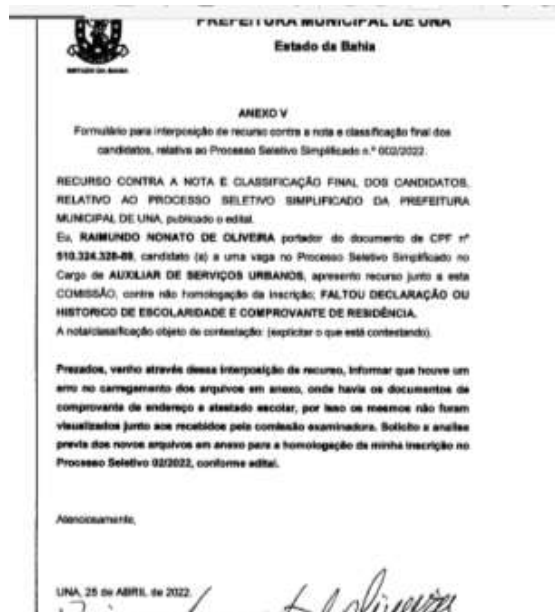 PREFEITURA MUNICIPAL DE UNA
Estado da Bahia
ANEXO V
Formulário para interposição de recurso contra a nota e classificação final dos
candidatos, relativa ao Processo Seletivo Simplificado n.º 002/2022.
RECURSO CONTRA A NOTA E CLASSIFICAÇÃO FINAL DOS CANDIDATOS,
RELATIVO AO PROCESSO SELETIVO SIMPLIFICADO DA PREFEITURA
MUNICIPAL DE UNA, publicado o edital.
Eu, RAIMUNDO NONATO DE OLIVEIRA portador do documento de CPF nº
910.324.328-89, candidato (a) a uma vaga no Processo Seletivo Simplificado no
Cargo de AUXILIAR DE SERVIÇOS URBANOS, apresento recurso junto a esta
COMISSÃO, contra não homologação da inscrição; FALTOU DECLARAÇÃO OU
HISTORICO DE ESCOLARIDADE E COMPROVANTE DE RESIDÊNCIA.
A nota/classificação objeto de contestação: (explicitar o que está contestando).
Prezados, venho através dessa interposição de recurso, informar que houve um
erro no carregamento dos arquivos em anexo, onde havia os documentos de
comprovante de endereço e atestado escolar, por isso os mesmos não foram
visualizados junto aos recebidos pela comissão examinadora. Solicito a analise
previa dos novos arquivos em anexo para a homologação da minha inscrição no
Processo Seletivo 02/2022, conforme edital.
Atenciosamente,
UNA, 25 de ABRIL de 2022.